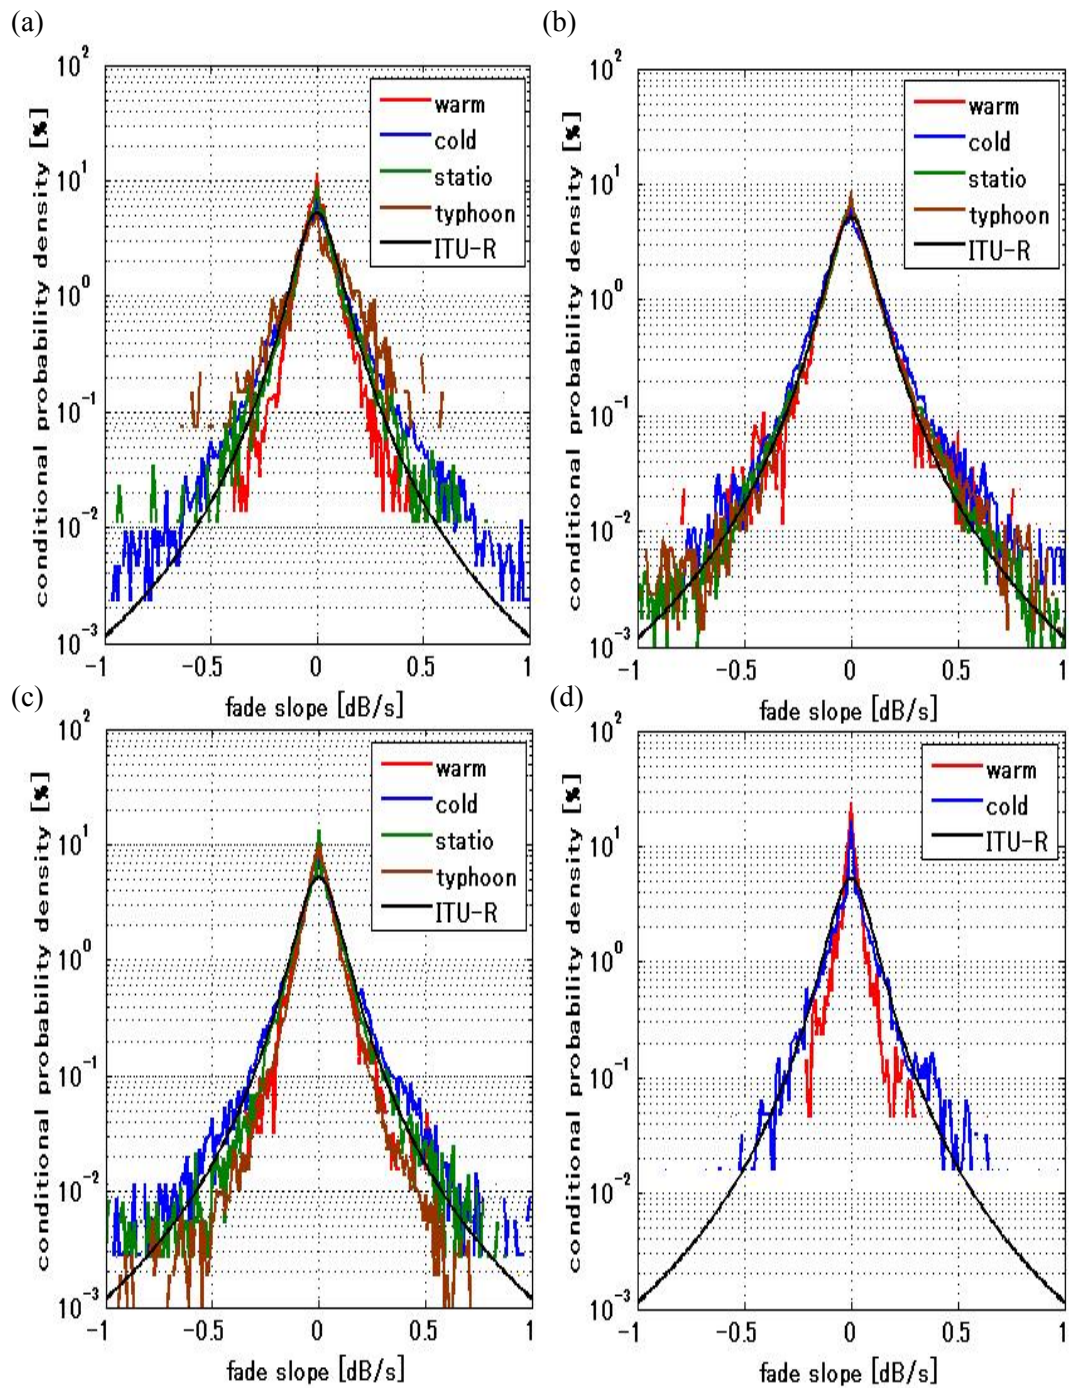 (a)
conditional probability density [%]
10^2
10^1
10^0
10^-1
10^-2
10^-3
-1 -0.5 0 0.5 1
fade slope [dB/s]
warm
cold
statio
typhoon
ITU-R
(b)
conditional probability density [%]
10^2
10^1
10^0
10^-1
10^-2
10^-3
-1 -0.5 0 0.5 1
fade slope [dB/s]
warm
cold
statio
typhoon
ITU-R
(c)
conditional probability density [%]
10^2
10^1
10^0
10^-1
10^-2
10^-3
-1 -0.5 0 0.5 1
fade slope [dB/s]
warm
cold
statio
typhoon
ITU-R
(d)
conditional probability density [%]
10^2
10^1
10^0
10^-1
10^-2
10^-3
-1 -0.5 0 0.5 1
fade slope [dB/s]
warm
cold
ITU-R